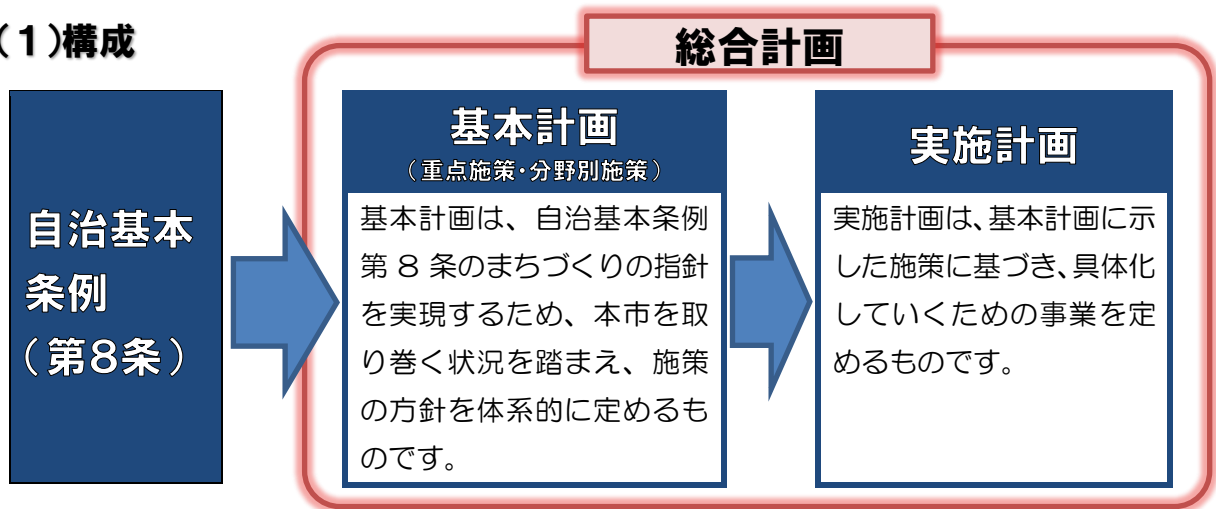 (1)構成
総合計画
自治基本
条例
(第8条)
基本計画
(重点施策・分野別施策)
基本計画は、自治基本条例
第8条のまちづくりの指針
を実現するため、本市を取
り巻く状況を踏まえ、施策
の方針を体系的に定めるも
のです。
実施計画
実施計画は、基本計画に示
した施策に基づき、具体化
していくための事業を定
めるものです。